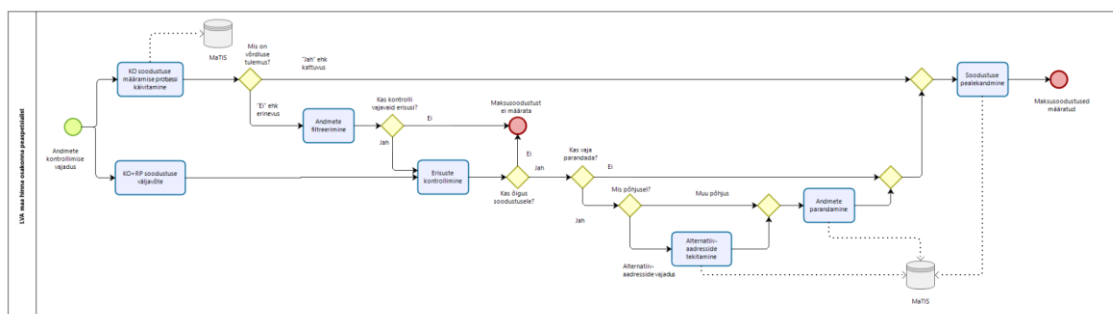 LVA maa hinna osakonna peaspetsialist
Andmete
kontrollimise
vajadus
KO soodustuse
määramise protsessi
käivitamine
MaTIS
Mis on
võrdluse
tulemus?
"Jah" ehk
kattuvus
"Ei" ehk
erinevus
Andmete
filtreerimine
Kas kontrolli
vajavaid erisusi?
Ei
Jah
Maksusoodustust
ei määrata
KO+RP soodustuse
väljavõte
Erisuste
kontrollimine
Ei
Jah
Kas õigus
soodustusele?
Kas vaja
parandada?
Ei
Jah
Mis põhjusel?
Muu põhjus
Alternatiiv-
aadresside vajadus
Alternatiiv-
aadresside
tekitamine
Andmete
parandamine
MaTIS
Soodustuse
pealekandmine
Maksusoodustused
määratud